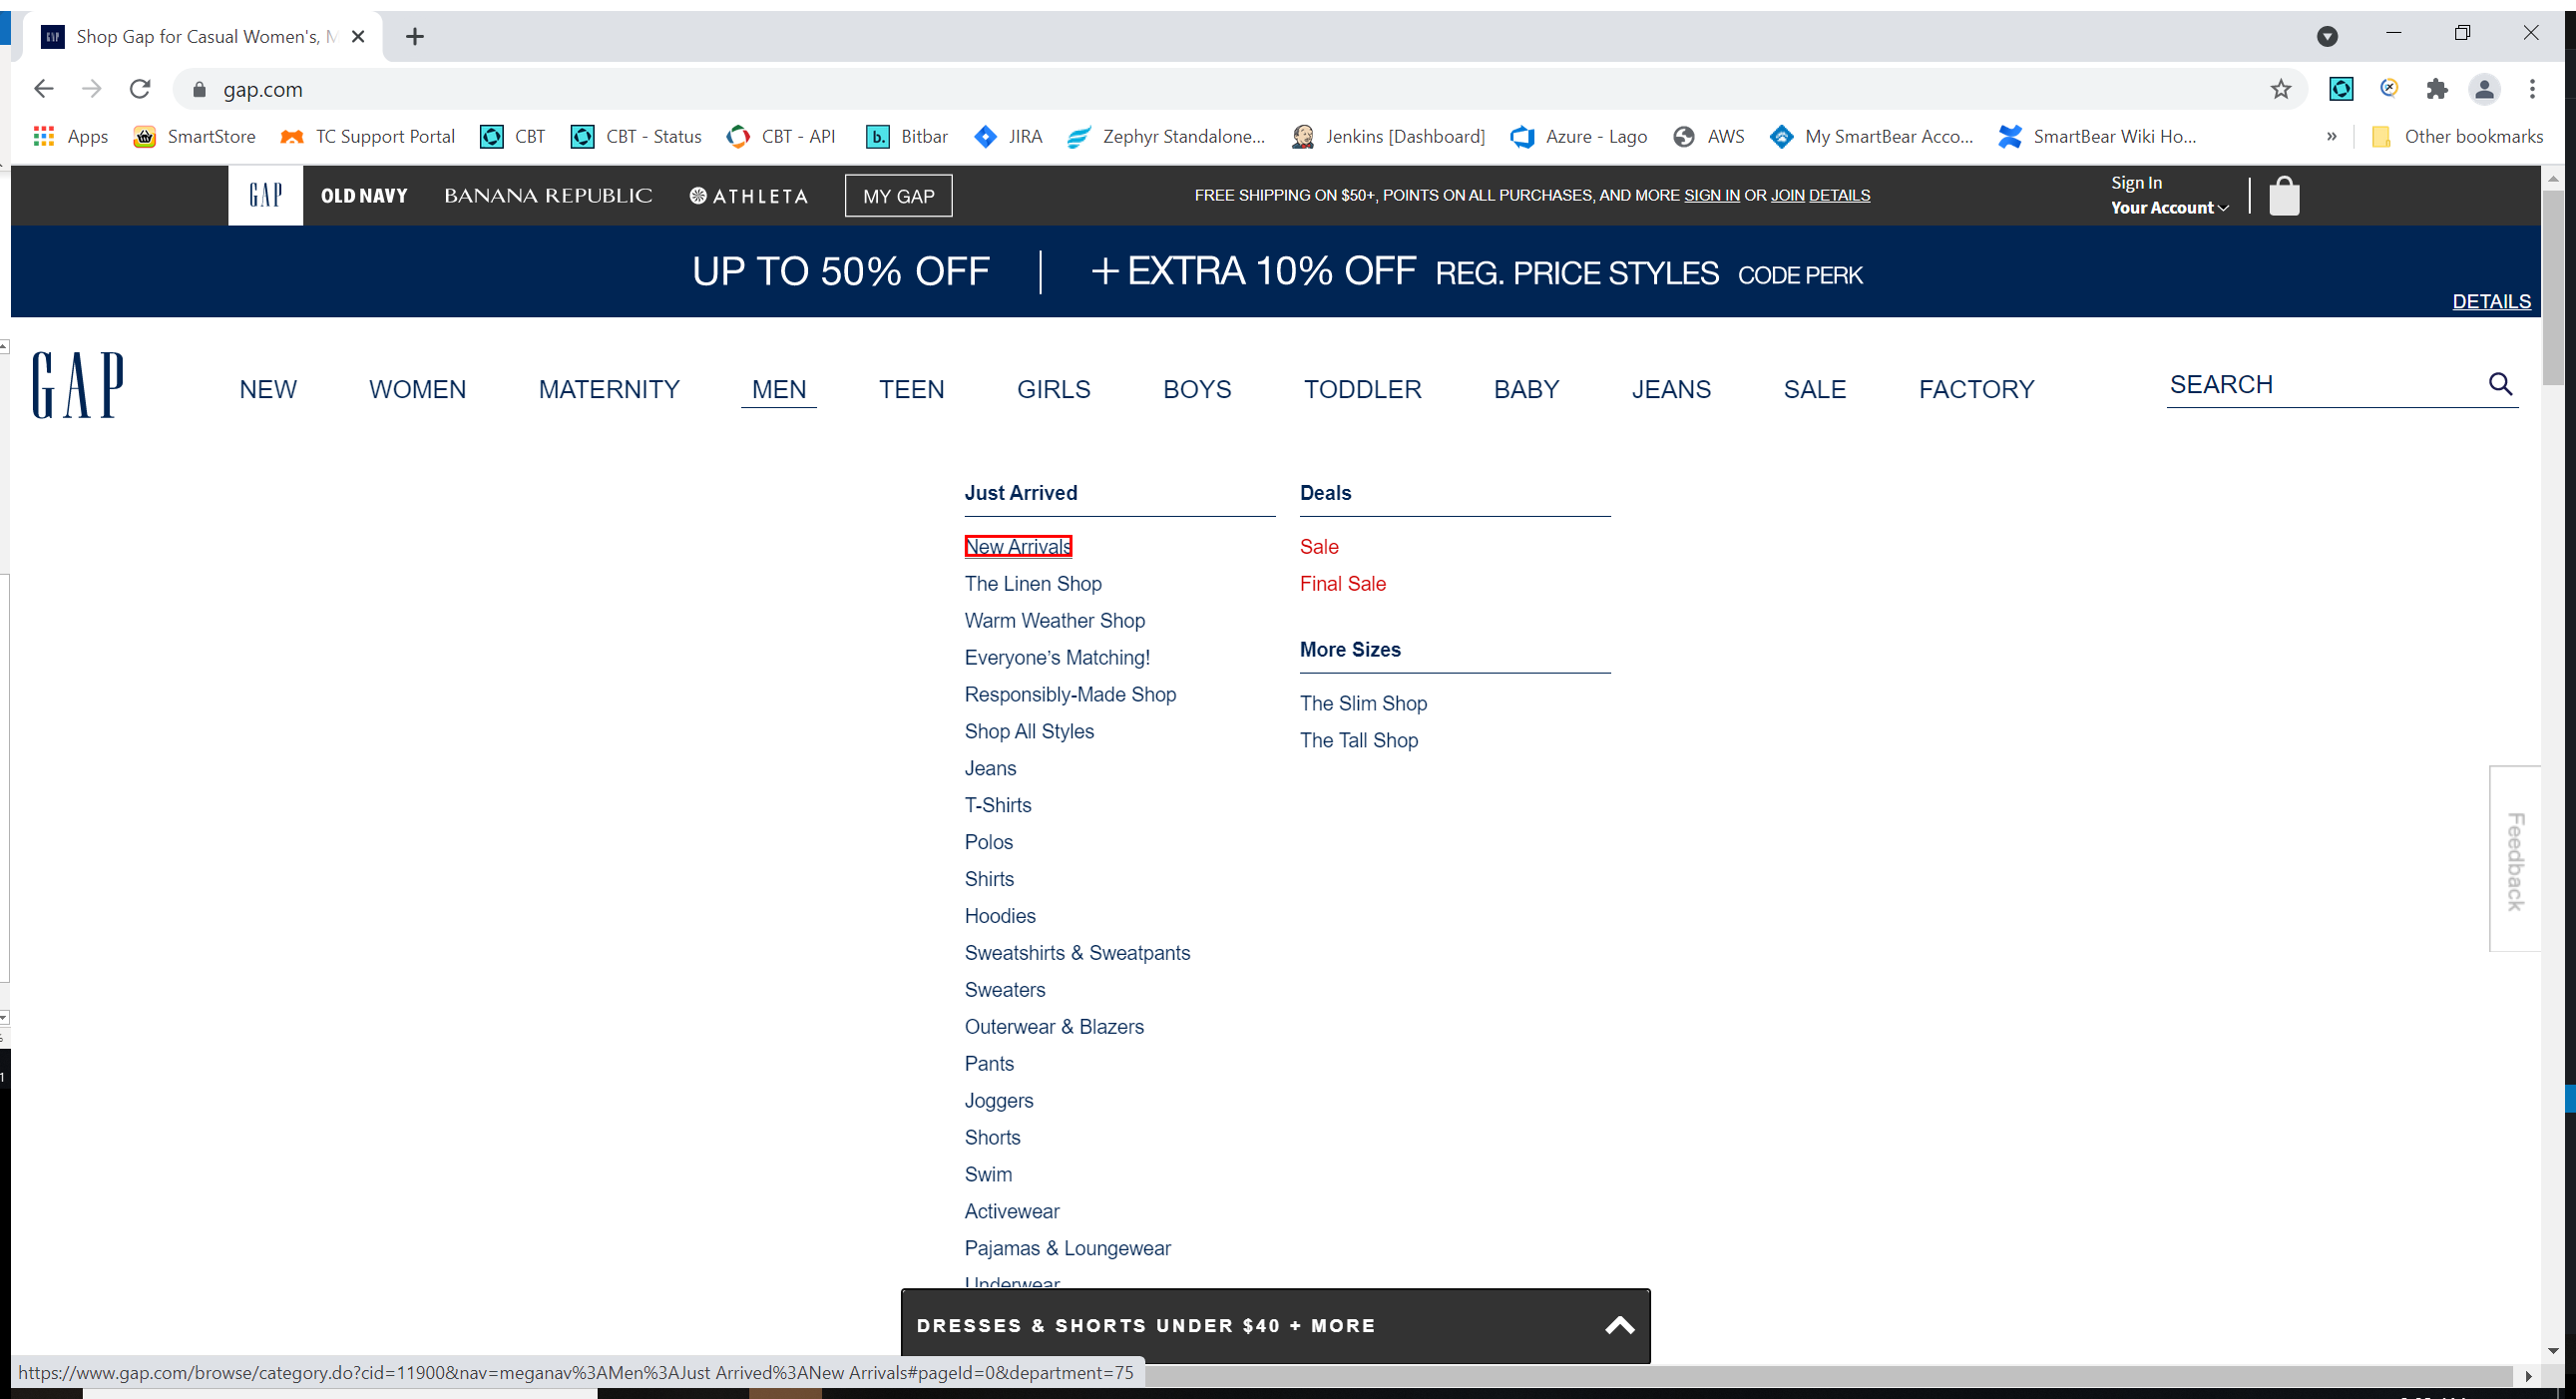 Shop Gap for Casual Women's, M
gap.com
Apps SmartStore TC Support Portal CBT CBT - Status CBT - API Bitbar JIRA Zephyr Standalone... Jenkins [Dashboard] Azure - Lago AWS My SmartBear Acco... SmartBear Wiki Ho... » Other bookmarks
GAP OLD NAVY BANANA REPUBLIC ATHLETA MY GAP FREE SHIPPING ON $50+, POINTS ON ALL PURCHASES, AND MORE SIGN IN OR JOIN DETAILS
Sign In
Your Account
UP TO 50% OFF | +EXTRA 10% OFF REG. PRICE STYLES CODE PERK
DETAILS
GAP NEW WOMEN MATERNITY MEN TEEN GIRLS BOYS TODDLER BABY JEANS SALE FACTORY SEARCH
Just Arrived
New Arrivals
The Linen Shop
Warm Weather Shop
Everyone’s Matching!
Responsibly-Made Shop
Shop All Styles
Jeans
T-Shirts
Polos
Shirts
Hoodies
Sweatshirts & Sweatpants
Sweaters
Outerwear & Blazers
Pants
Joggers
Shorts
Swim
Activewear
Pajamas & Loungewear
Underwear
Deals
Sale
Final Sale
More Sizes
The Slim Shop
The Tall Shop
Feedback
DRESSES & SHORTS UNDER $40 + MORE
https://www.gap.com/browse/category.do?cid=11900&nav=meganav%3AMen%3AJust Arrived%3ANew Arrivals#pageId=0&department=75